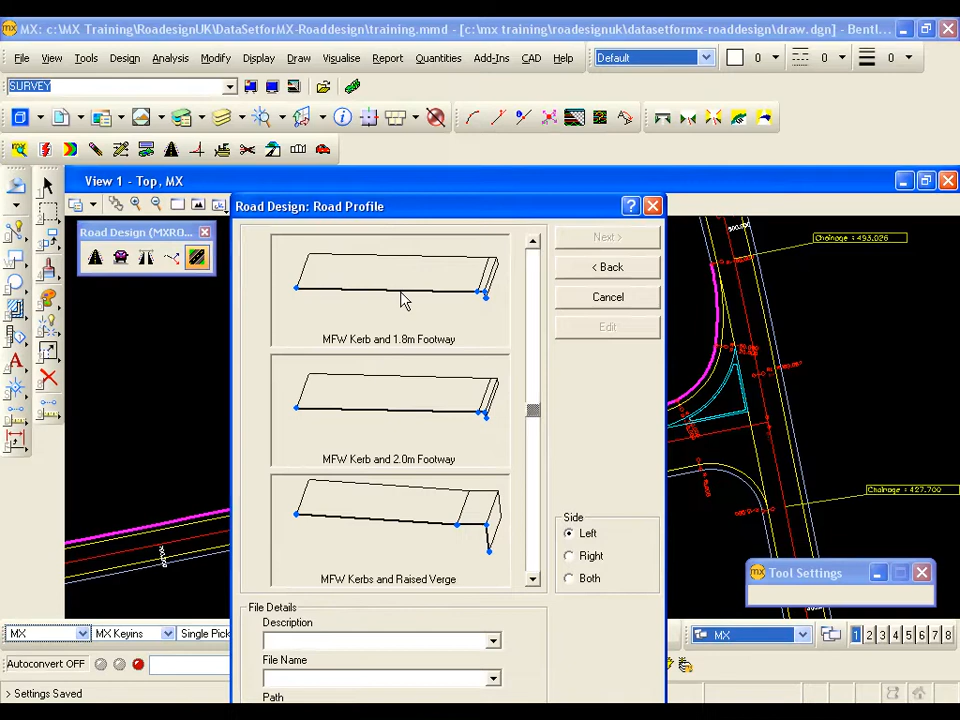 MX: c:\MX Training\RoadesignUK\DataSetforMX-Roaddesign\training.mmd - [c:\mx training\roadesignuk\datasetformx-roaddesign\draw.dgn] - Bentl...
File View Tools Design Analysis Modify Display Draw Visualise Report Quantities Add-Ins CAD Help Default 0 0 0
SURVEY
View 1 - Top, MX
Road Design: Road Profile
Road Design (MXRO...
Next >
< Back
Cancel
Edit
MFW Kerb and 1.8m Footway
MFW Kerb and 2.0m Footway
MFW Kerbs and Raised Verge
Side
Left
Right
Both
File Details
Description
File Name
Path
Chainage : 493.026
Chainage : 427.700
Tool Settings
MX MX Keyins Single Pick MX 1 2 3 4 5 6 7 8
Autoconvert OFF
> Settings Saved